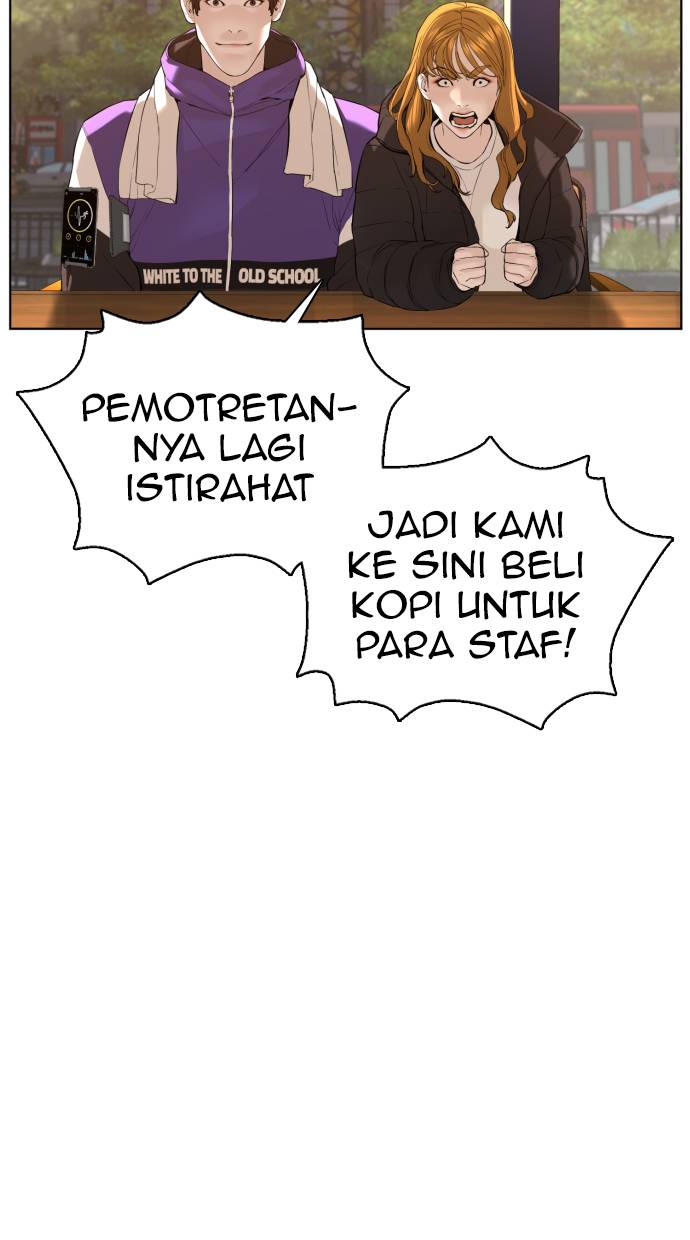 WHITE TO THE OLD SCHOOL
PEMOTRETAN-
NYA LAGI
ISTIRAHAT
JADI KAMI
KE SINI BELI
KOPI UNTUK
PARA STAF!